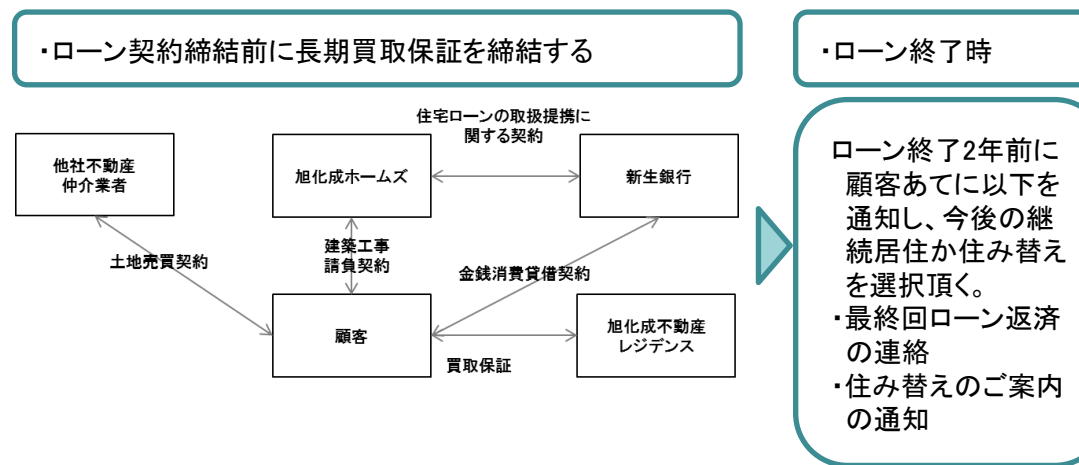 ・ローン契約締結前に長期買取保証を締結する
・ローン終了時
住宅ローンの取扱提携に
関する契約
他社不動産
仲介業者
旭化成ホームズ
新生銀行
土地売買契約
建築工事
請負契約
金銭消費貸借契約
顧客
旭化成不動産
レジデンス
買取保証
ローン終了2年前に
顧客あてに以下を
通知し、今後の継
続居住か住み替え
を選択頂く。
・最終回ローン返済
の連絡
・住み替えのご案内
の通知